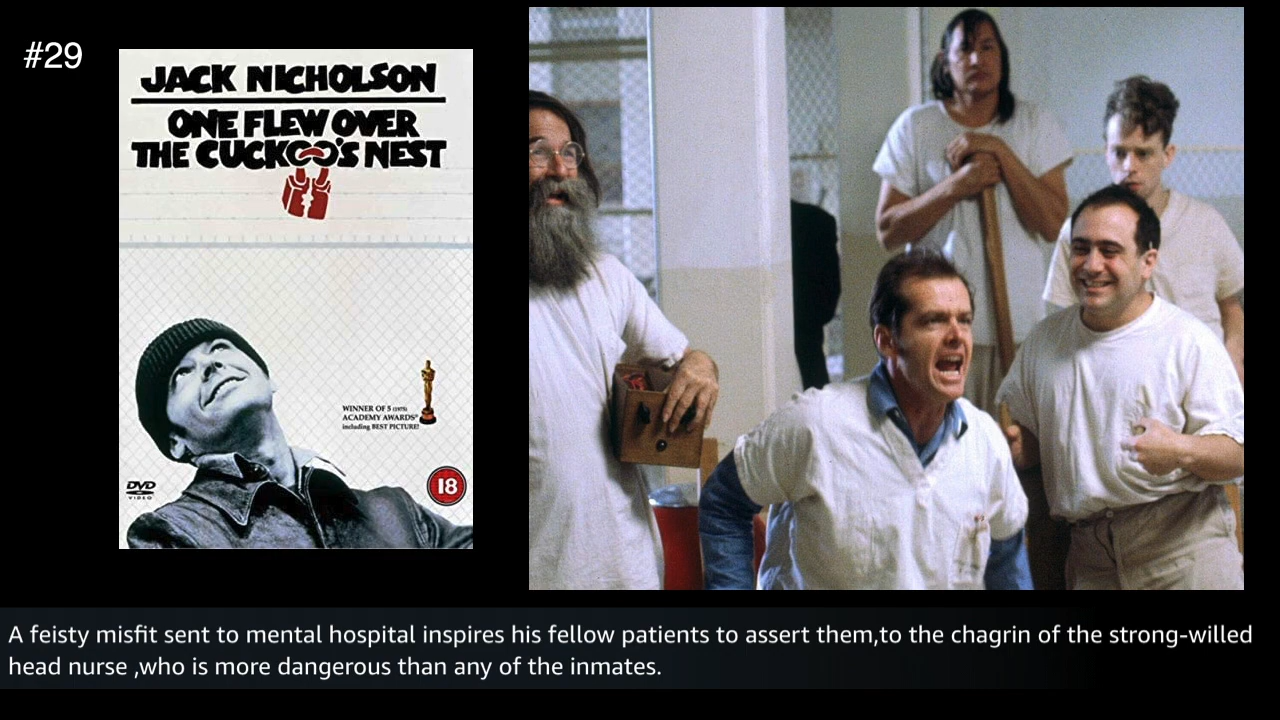 #29
JACK NICHOLSON
ONE FLEW OVER
THE CUCKOO'S NEST
WINNER OF 5 (1975)
ACADEMY AWARDS®
including BEST PICTURE!
DVD
VIDEO
18
A feisty misfit sent to mental hospital inspires his fellow patients to assert them,to the chagrin of the strong-willed
head nurse ,who is more dangerous than any of the inmates.